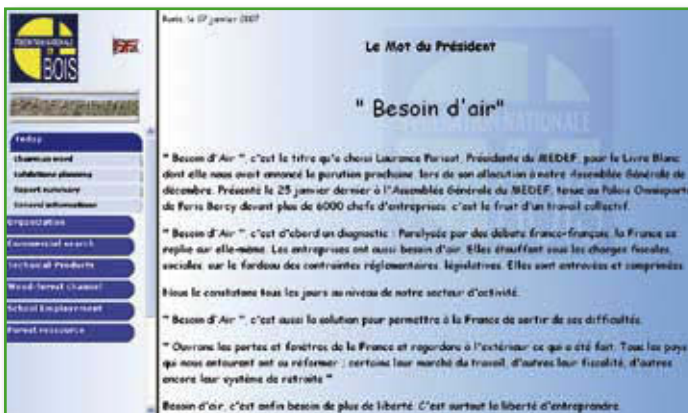 FEDERATION NATIONALE
DU
BOIS
Today
Chairman word
Exhibitions planning
Report summary
General informations
Organization
Commercial search
Technical Products
Wood-forest channel
School Employment
Forest ressource
Paris, le 07 janvier 2007
Le Mot du Président
" Besoin d'air"
" Besoin d'Air ", c'est le titre qu'a choisi Laurence Parisot, Présidente du MEDEF, pour le Livre Blanc
dont elle nous avait annoncé la parution prochaine lors de son allocution à notre Assemblée Générale de
décembre. Présenté le 25 janvier dernier à l'Assemblée Générale du MEDEF, tenue au Palais Omnisports
de Paris Bercy devant plus de 6000 chefs d'entreprises, c'est le fruit d'un travail collectif.
" Besoin d'Air ", c'est d'abord un diagnostic : Paralysée par des débats franco-français, la France se
replie sur elle-même. Les entreprises ont aussi besoin d'air. Elles étouffent sous les charges fiscales,
sociales, sur le fardeau des contraintes réglementaires, législatives. Elles sont entravées et comprimées.
Nous le constatons tous les jours au niveau de notre secteur d'activité.
" Besoin d'Air ", c'est aussi la solution pour permettre à la France de sortir de ses difficultés.
" Ouvrons les portes et fenêtres de la France et regardons à l'extérieur ce qui a été fait. Tous les pays
qui nous entourent ont su réformer ; certains leur marché du travail, d'autres leur fiscalité, d'autres
encore leur système de retraite "
Besoin d'air, c'est enfin besoin de plus de liberté. C'est surtout la liberté d'entreprendre